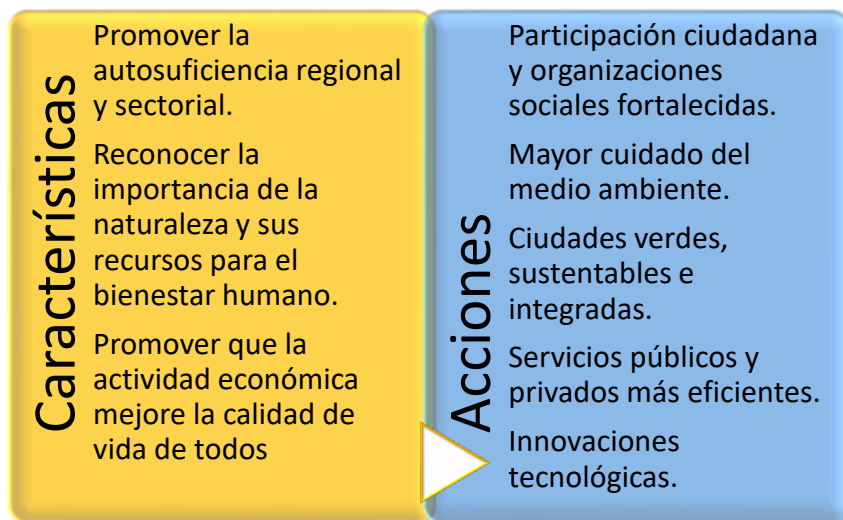 Características
Promover la
autosuficiencia regional
y sectorial.
Reconocer la
importancia de la
naturaleza y sus
recursos para el
bienestar humano.
Promover que la
actividad económica
mejore la calidad de
vida de todos
Acciones
Participación ciudadana
y organizaciones
sociales fortalecidas.
Mayor cuidado del
medio ambiente.
Ciudades verdes,
sustentables e
integradas.
Servicios públicos y
privados más eficientes.
Innovaciones
tecnológicas.